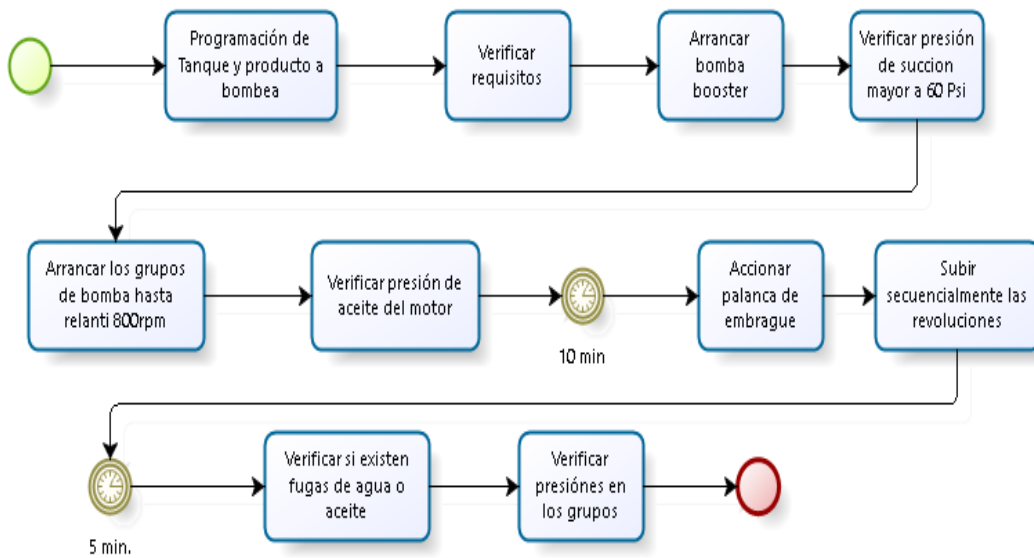 Programación de
Tanque y producto a
bombea
Verificar
requisitos
Arrancar
bomba
booster
Verificar presión
de succion
mayor a 60 Psi
Arrancar los grupos
de bomba hasta
relanti 800rpm
Verificar presión de
aceite del motor
10 min
Accionar
palanca de
embrague
Subir
secuencialmente las
revoluciones
5 min.
Verificar si existen
fugas de agua o
aceite
Verificar
presiónes en
los grupos